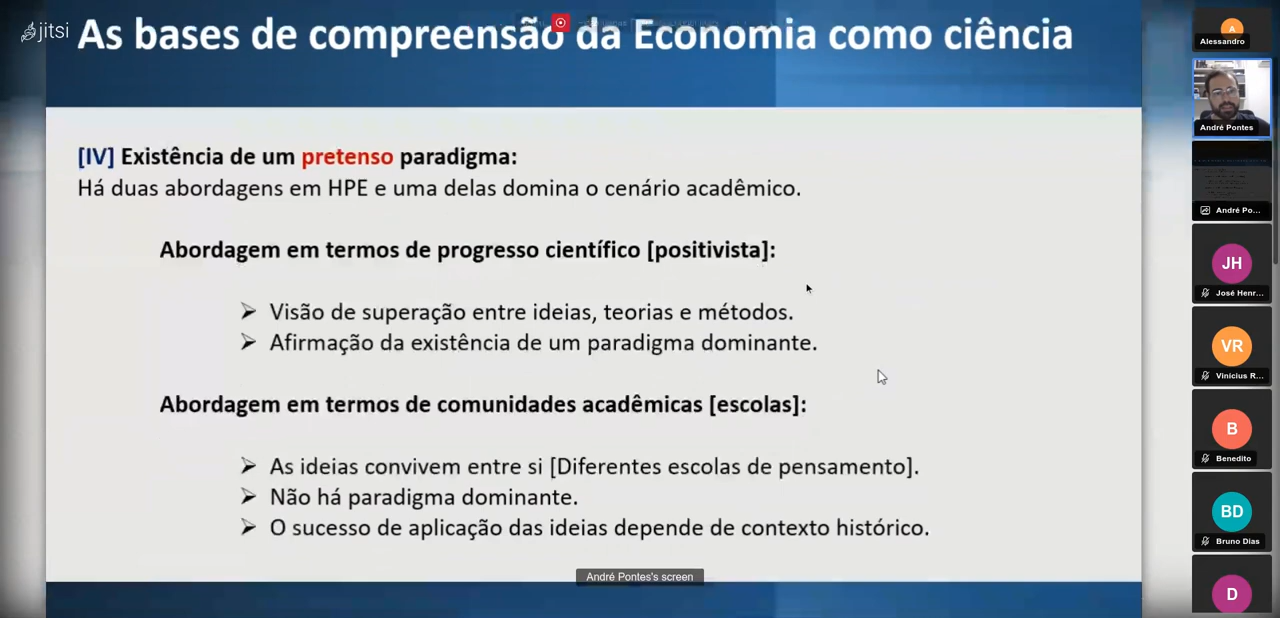 jitsi
As bases de compreensão da Economia como ciência
[IV] Existência de um pretenso paradigma:
Há duas abordagens em HPE e uma delas domina o cenário acadêmico.
Abordagem em termos de progresso científico [positivista]:
➢ Visão de superação entre ideias, teorias e métodos.
➢ Afirmação da existência de um paradigma dominante.
Abordagem em termos de comunidades acadêmicas [escolas]:
➢ As ideias convivem entre si [Diferentes escolas de pensamento].
➢ Não há paradigma dominante.
➢ O sucesso de aplicação das ideias depende de contexto histórico.
André Pontes's screen
A
Alessandro
André Pontes
André Po...
JH
José Henr...
VR
Vinícius R...
B
Benedito
BD
Bruno Dias
D